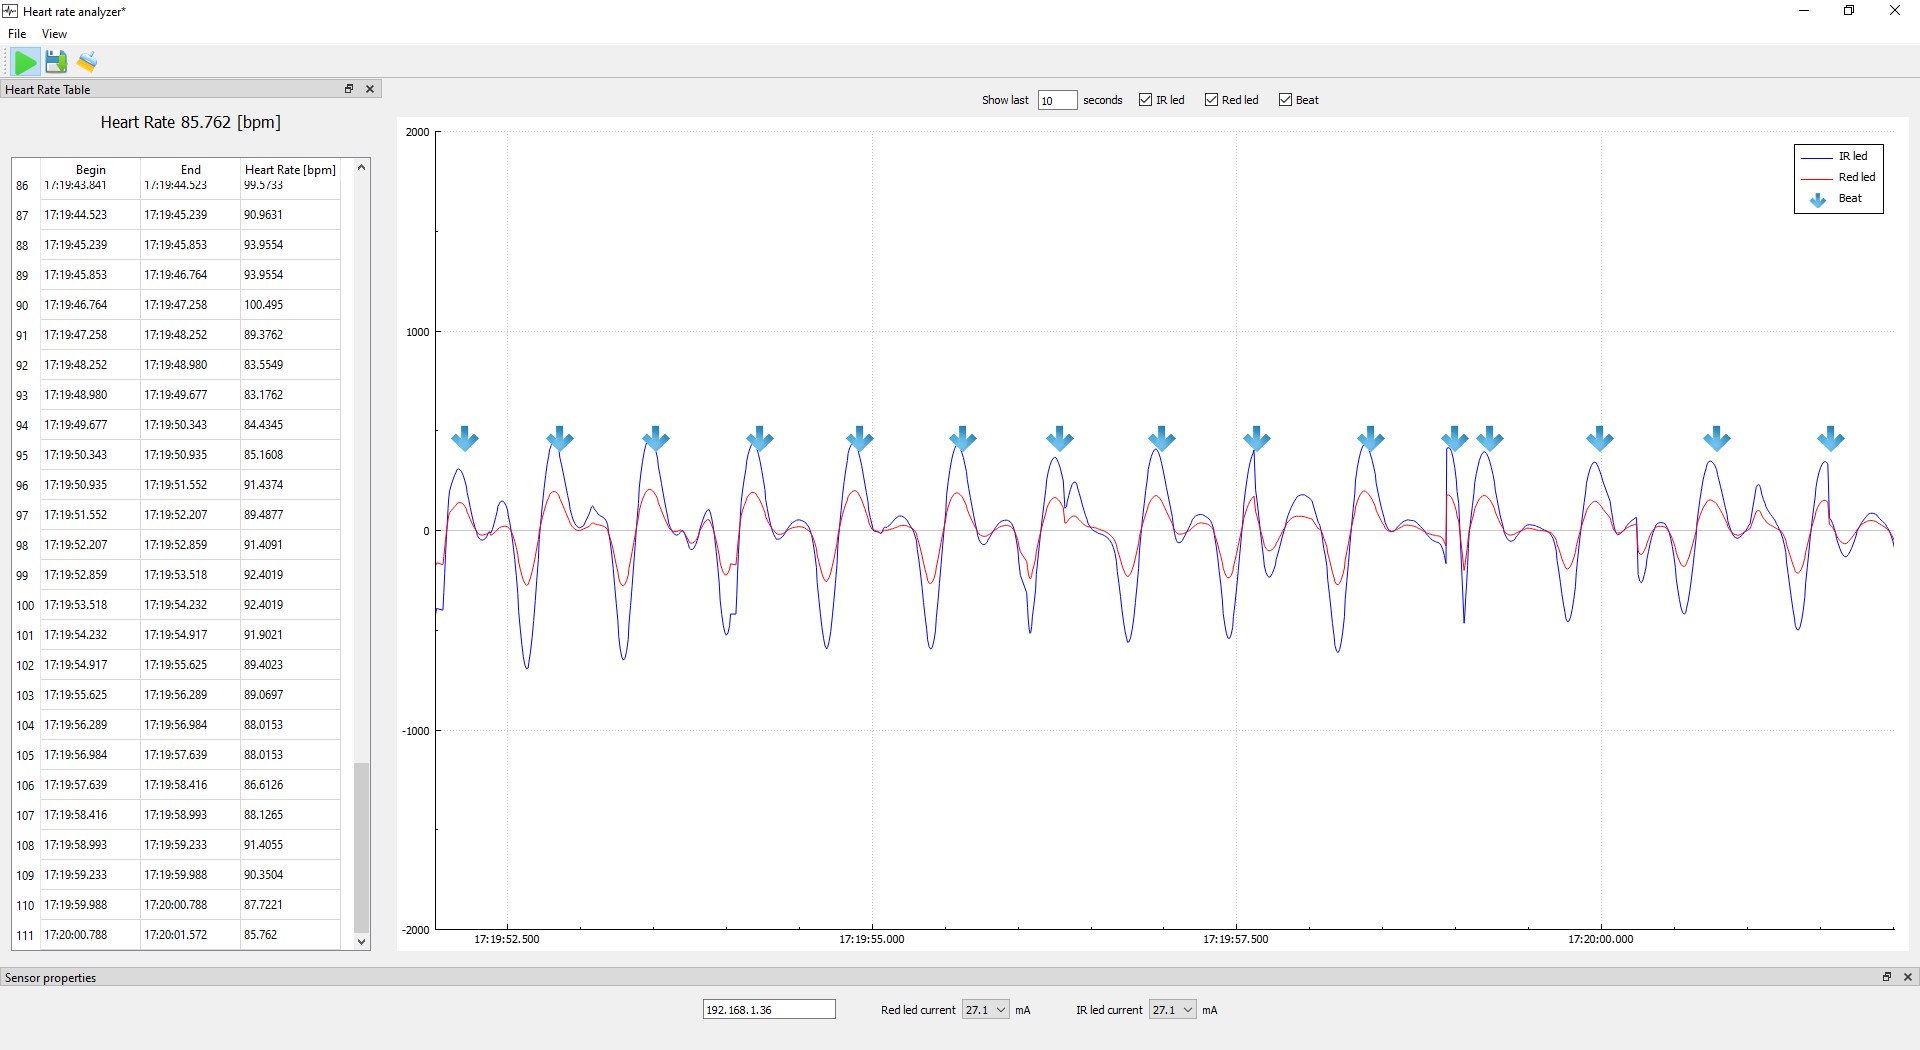 Heart rate analyzer*
File View
Heart Rate Table
Heart Rate 85.762 [bpm]
Begin End Heart Rate [bpm]
86 17:19:43.841 17:19:44.523 99.5733
87 17:19:44.523 17:19:45.239 90.9631
88 17:19:45.239 17:19:45.853 93.9554
89 17:19:45.853 17:19:46.764 93.9554
90 17:19:46.764 17:19:47.258 100.495
91 17:19:47.258 17:19:48.252 89.3762
92 17:19:48.252 17:19:48.980 83.5549
93 17:19:48.980 17:19:49.677 83.1762
94 17:19:49.677 17:19:50.343 84.4345
95 17:19:50.343 17:19:50.935 85.1608
96 17:19:50.935 17:19:51.552 91.4374
97 17:19:51.552 17:19:52.207 89.4877
98 17:19:52.207 17:19:52.859 91.4091
99 17:19:52.859 17:19:53.518 92.4019
100 17:19:53.518 17:19:54.232 92.4019
101 17:19:54.232 17:19:54.917 91.9021
102 17:19:54.917 17:19:55.625 89.4023
103 17:19:55.625 17:19:56.289 89.0697
104 17:19:56.289 17:19:56.984 88.0153
105 17:19:56.984 17:19:57.639 88.0153
106 17:19:57.639 17:19:58.416 86.6126
107 17:19:58.416 17:19:58.993 88.1265
108 17:19:58.993 17:19:59.233 91.4055
109 17:19:59.233 17:19:59.988 90.3504
110 17:19:59.988 17:20:00.788 87.7221
111 17:20:00.788 17:20:01.572 85.762
Show last 10 seconds IR led Red led Beat
2000
1000
0
-1000
-2000
17:19:52.500 17:19:55.000 17:19:57.500 17:20:00.000
IR led
Red led
Beat
Sensor properties
192.168.1.36 Red led current 27.1 mA IR led current 27.1 mA